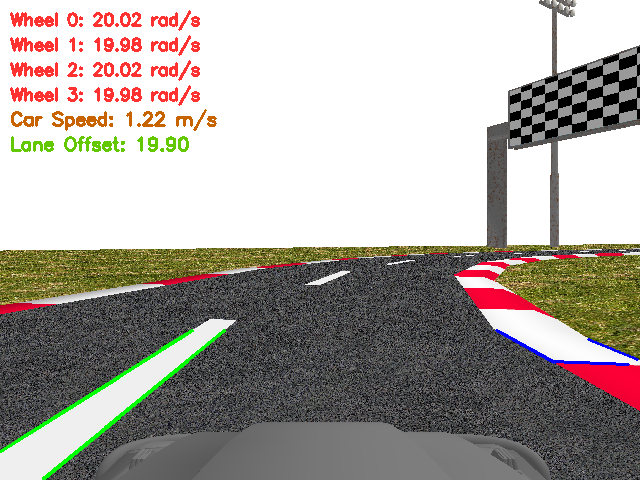 Wheel 0: 20.02 rad/s
Wheel 1: 19.98 rad/s
Wheel 2: 20.02 rad/s
Wheel 3: 19.98 rad/s
Car Speed: 1.22 m/s
Lane Offset: 19.90